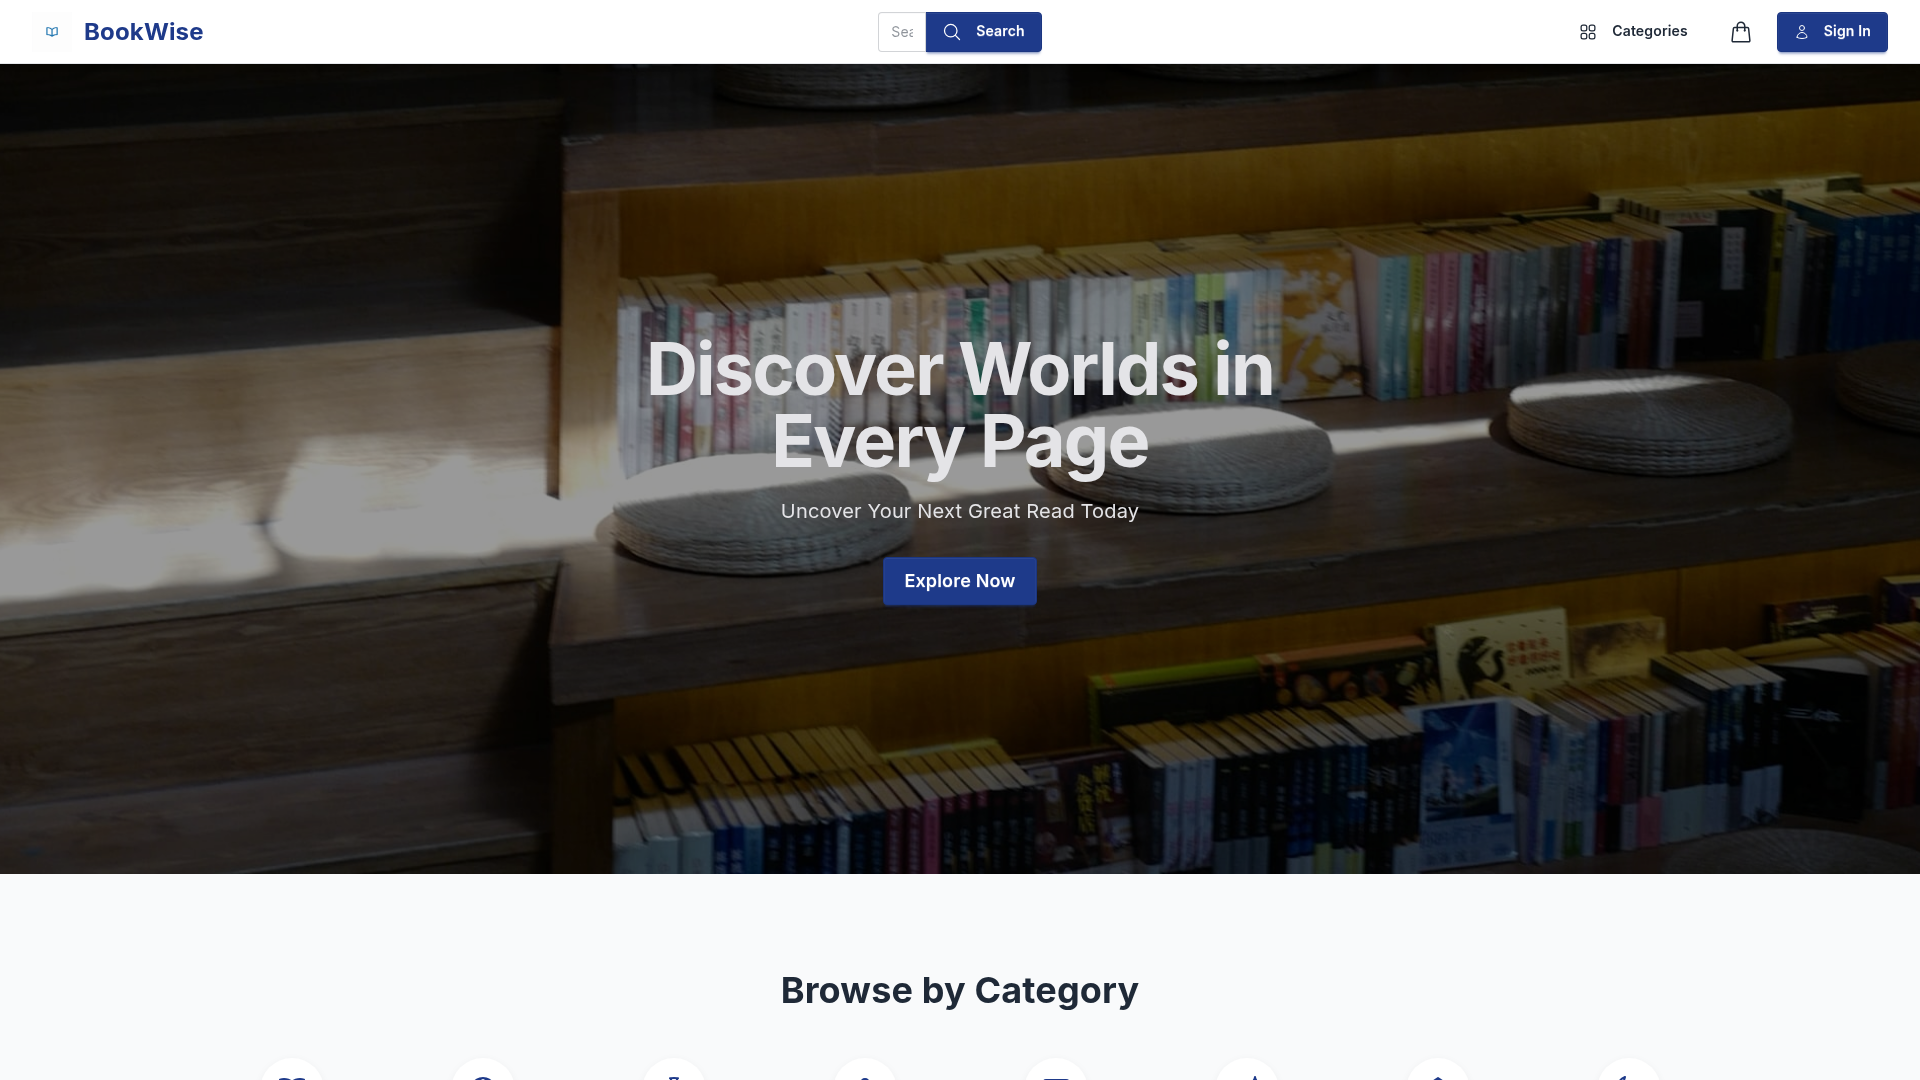 BookWise
Sea
Search
Categories
Sign In
Discover Worlds in
Every Page
Uncover Your Next Great Read Today
Explore Now
Browse by Category